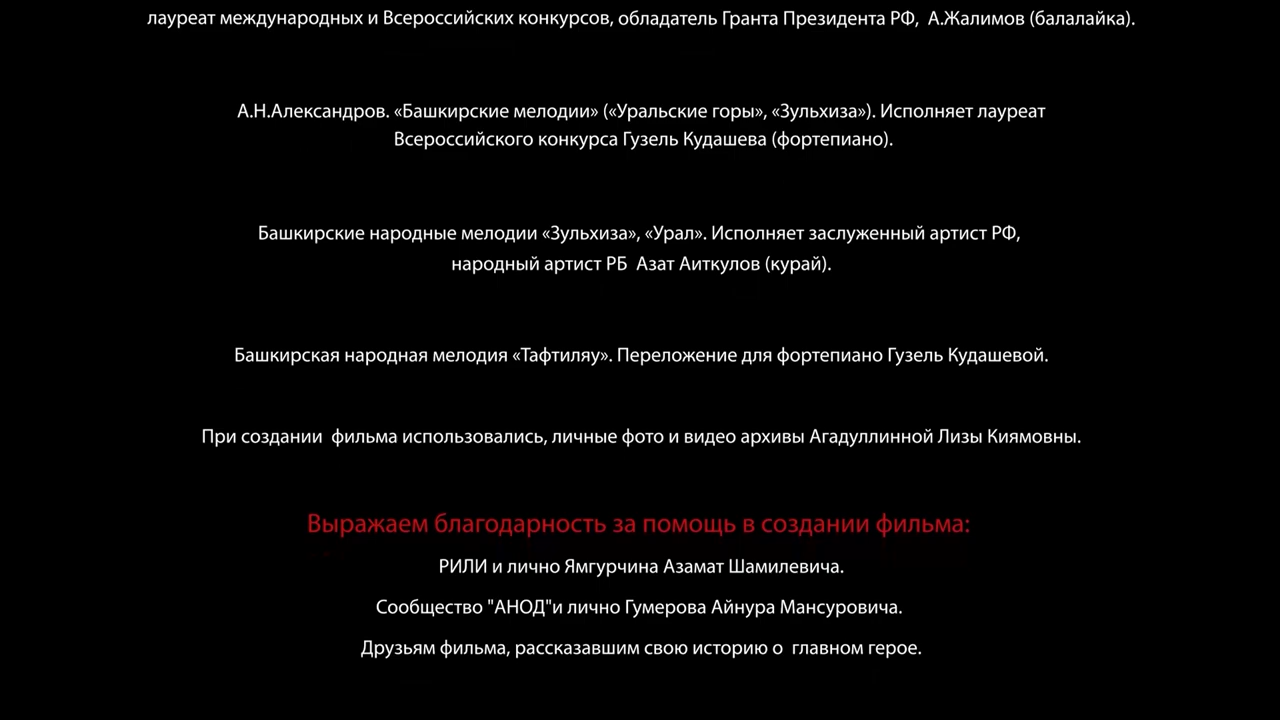 лауреат международных и Всероссийских конкурсов, обладатель Гранта Президента РФ,  А.Жалимов (балалайка).
А.Н.Александров. «Башкирские мелодии» («Уральские горы», «Зульхиза»). Исполняет лауреат
Всероссийского конкурса Гузель Кудашева (фортепиано).
Башкирские народные мелодии «Зульхиза», «Урал». Исполняет заслуженный артист РФ,
народный артист РБ  Азат Аиткулов (курай).
Башкирская народная мелодия «Тафтиляу». Переложение для фортепиано Гузель Кудашевой.
При создании  фильма использовались, личные фото и видео архивы Агадуллинной Лизы Киямовны.
Выражаем благодарность за помощь в создании фильма:
РИЛИ и лично Ямгурчина Азамат Шамилевича.
Сообщество "АНОД"и лично Гумерова Айнура Мансуровича.
Друзьям фильма, рассказавшим свою историю о  главном герое.